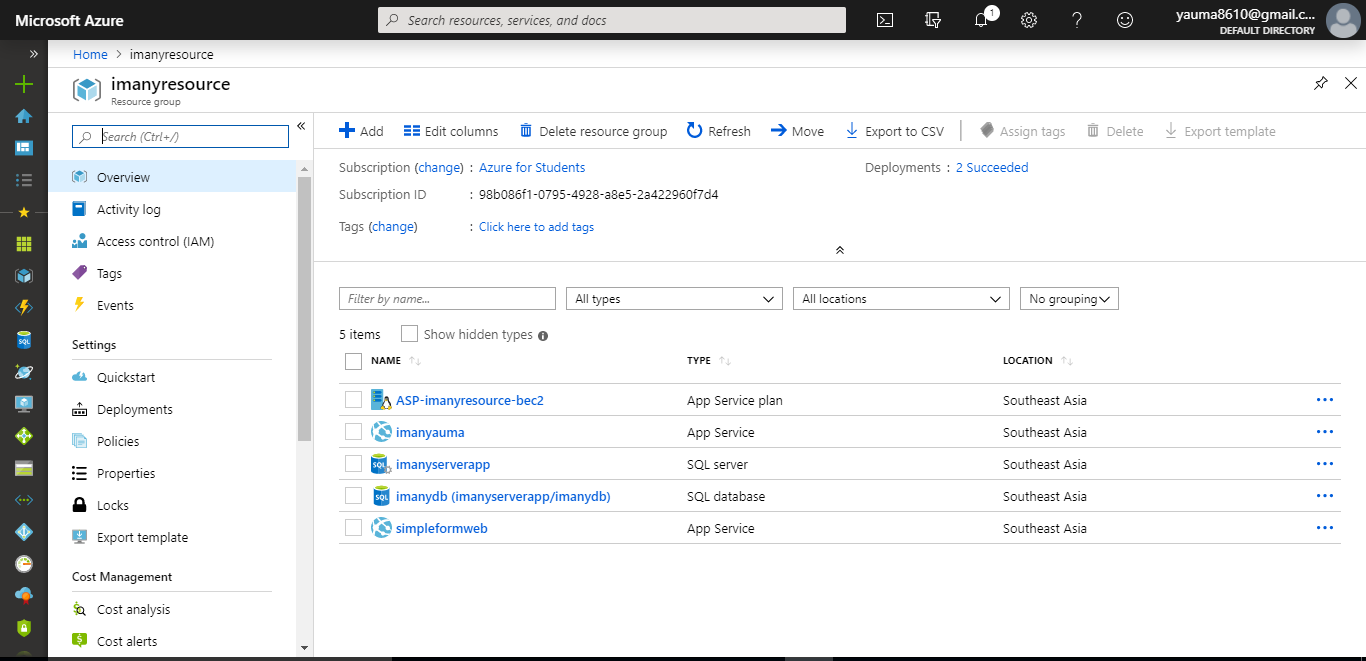 Microsoft Azure
Search resources, services, and docs
1
yauma8610@gmail.c...
DEFAULT DIRECTORY
Home > imanyresource
imanyresource
Resource group
Search (Ctrl+/)
Overview
Activity log
Access control (IAM)
Tags
Events
Settings
Quickstart
Deployments
Policies
Properties
Locks
Export template
Cost Management
Cost analysis
Cost alerts
Add Edit columns Delete resource group Refresh Move Export to CSV Assign tags Delete Export template
Subscription (change) : Azure for Students
Deployments : 2 Succeeded
Subscription ID : 98b086f1-0795-4928-a8e5-2a422960f7d4
Tags (change) : Click here to add tags
Filter by name... All types All locations No grouping
5 items Show hidden types
NAME TYPE LOCATION
ASP-imanyresource-bec2 App Service plan Southeast Asia
imanyauma App Service Southeast Asia
imanyserverapp SQL server Southeast Asia
imanydb (imanyserverapp/imanydb) SQL database Southeast Asia
simpleformweb App Service Southeast Asia